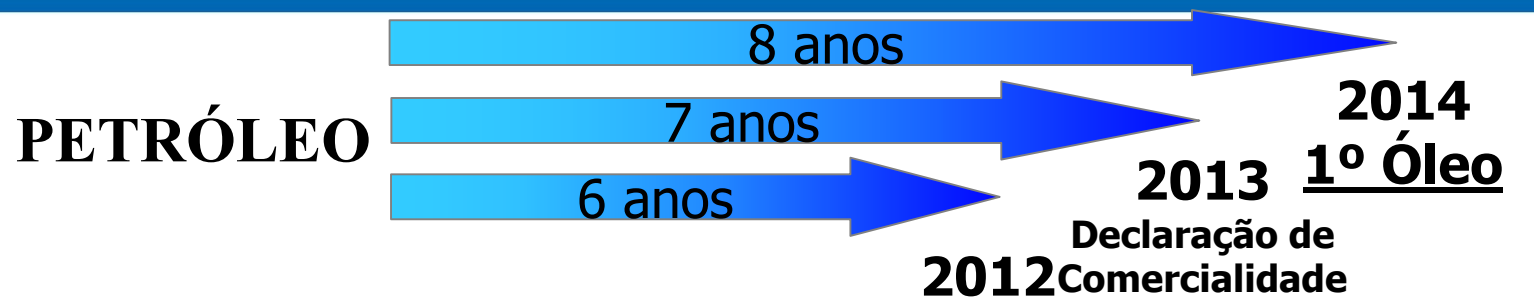 8 anos
PETRÓLEO
7 anos
6 anos
2014
1º Óleo
2013
Declaração de
Comercialidade
2012